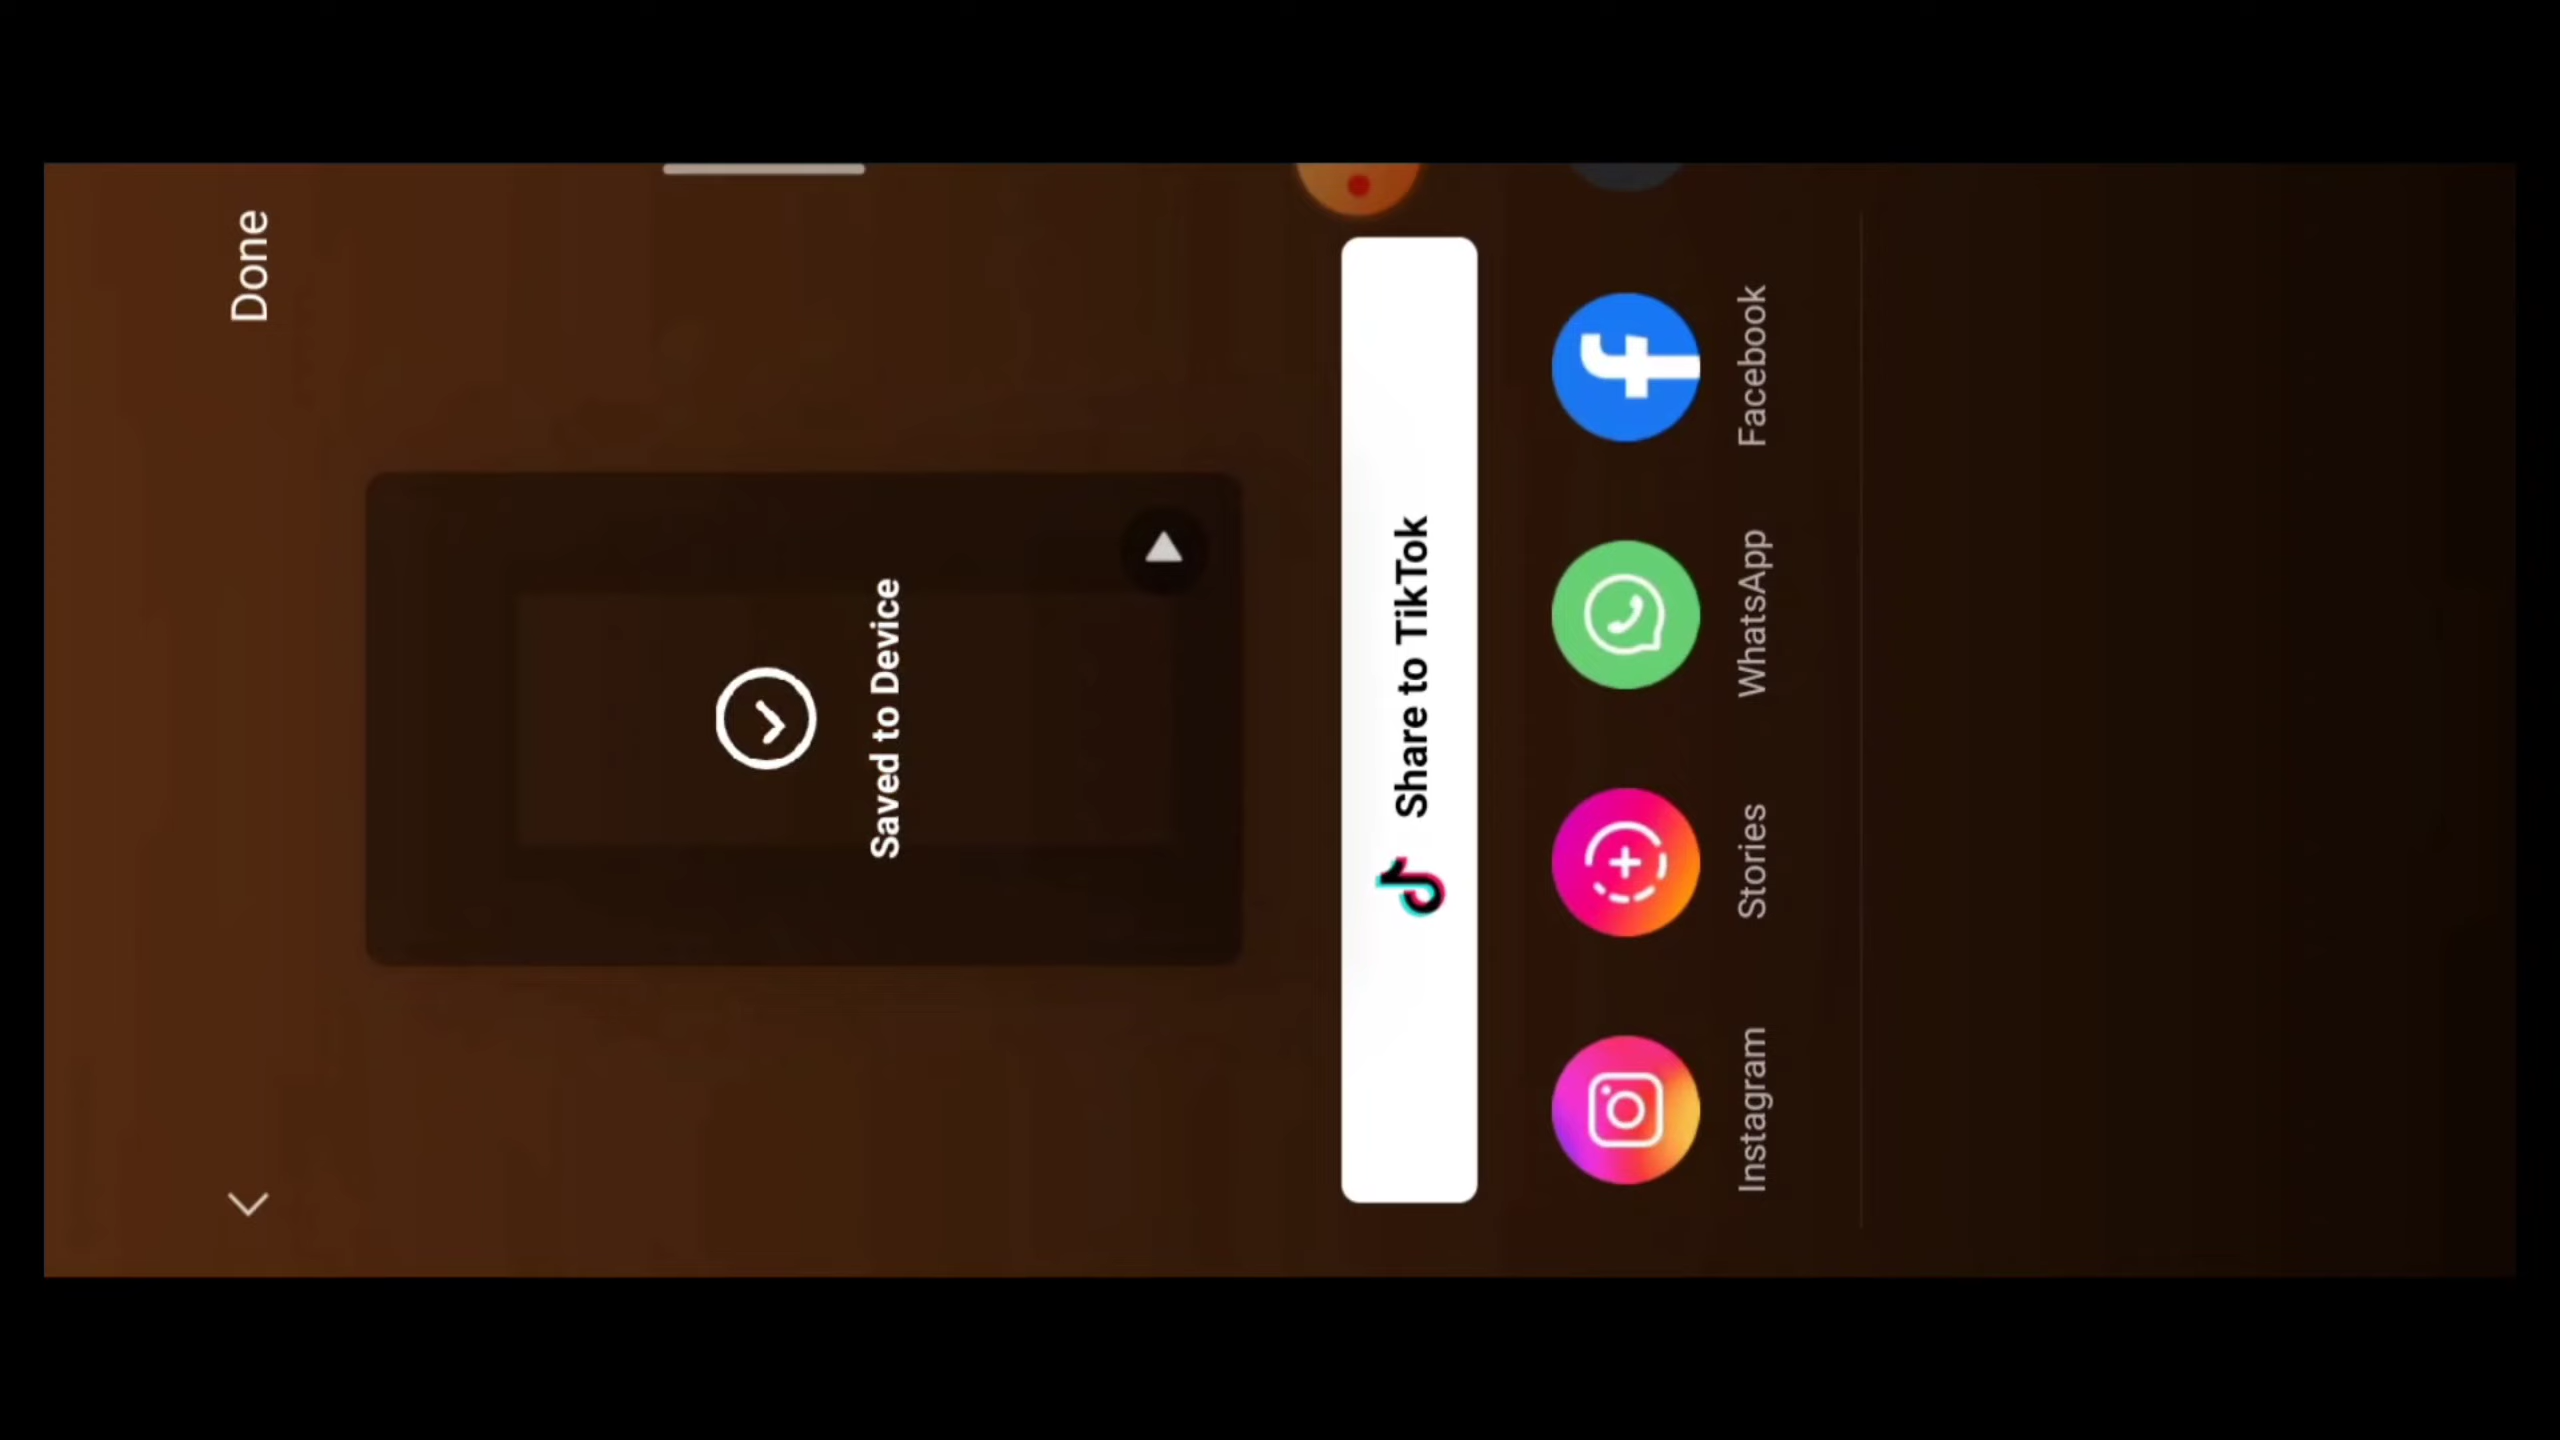 Done
Saved to Device
Share to TikTok
Instagram
Stories
WhatsApp
Facebook